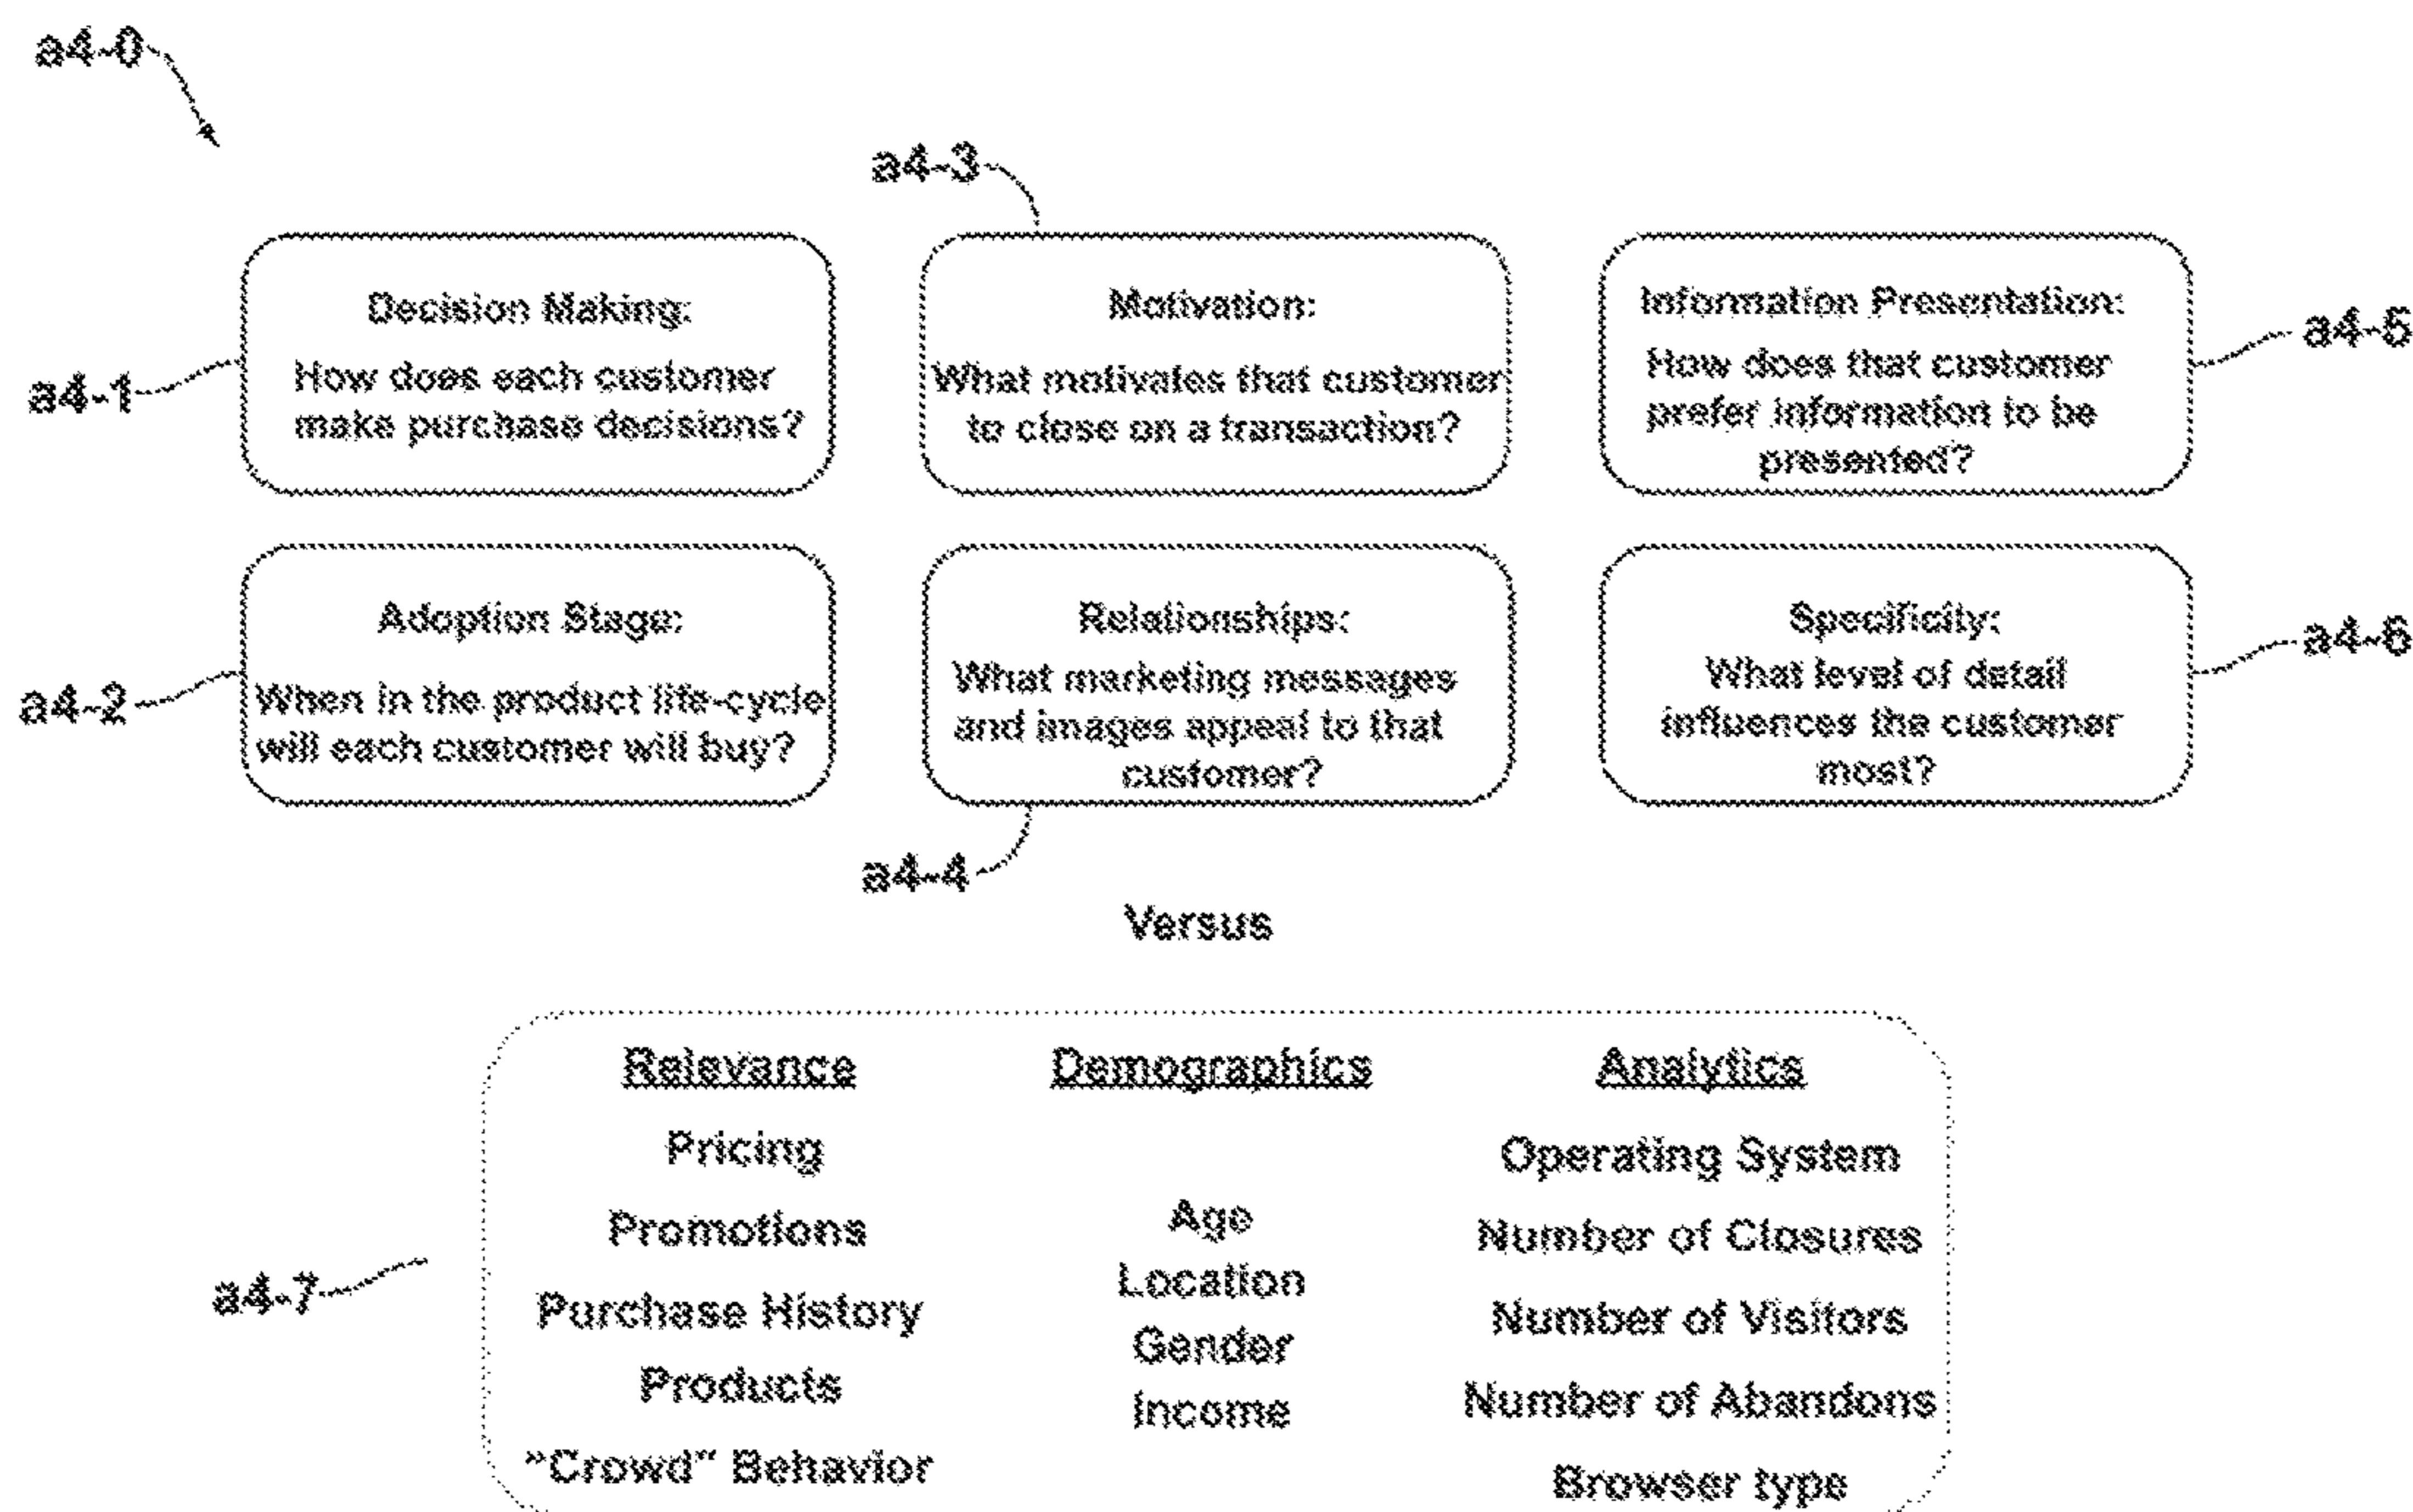 a4-0
a4-3
Decision Making:
How does each customer
make purchase decisions?
a4-1
Motivation:
What motivates that customer
to close on a transaction?
Information Presentation:
How does that customer
prefer information to be
presented?
a4-5
Adoption Stage:
When in the product life-cycle
will each customer will buy?
a4-2
Relationships:
What marketing messages
and images appeal to that
customer?
a4-4
Specificity:
What level of detail
influences the customer
most?
a4-6
Versus
a4-7
Relevance
Pricing
Promotions
Purchase History
Products
"Crowd" Behavior
Demographics
Age
Location
Gender
Income
Analytics
Operating System
Number of Closures
Number of Visitors
Number of Abandons
Browser type